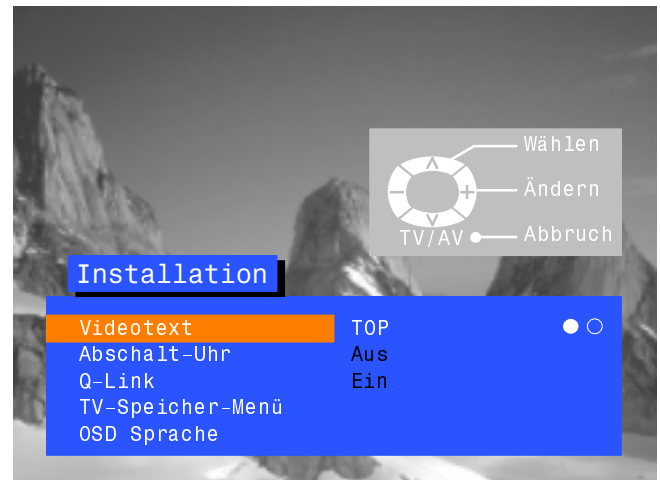 Wählen
Ändern
TV/AV Abbruch
Installation
Videotext TOP
Abschalt-Uhr Aus
Q-Link Ein
TV-Speicher-Menü
OSD Sprache